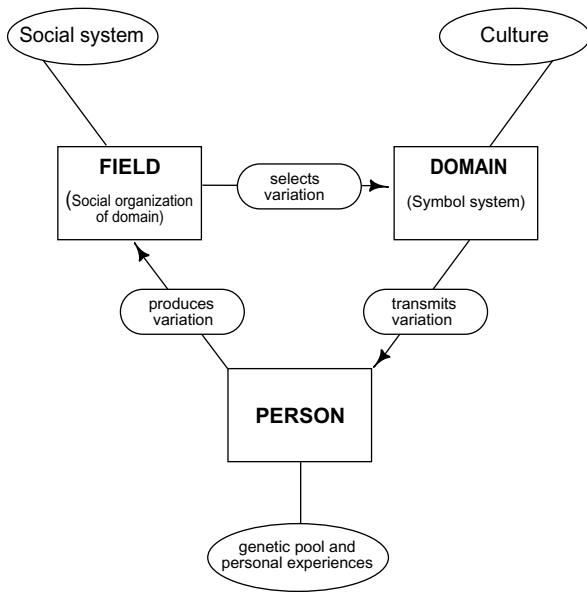 Social system
Culture
FIELD
(Social organization
of domain)
selects
variation
DOMAIN
(Symbol system)
produces
variation
transmits
variation
PERSON
genetic pool and
personal experiences